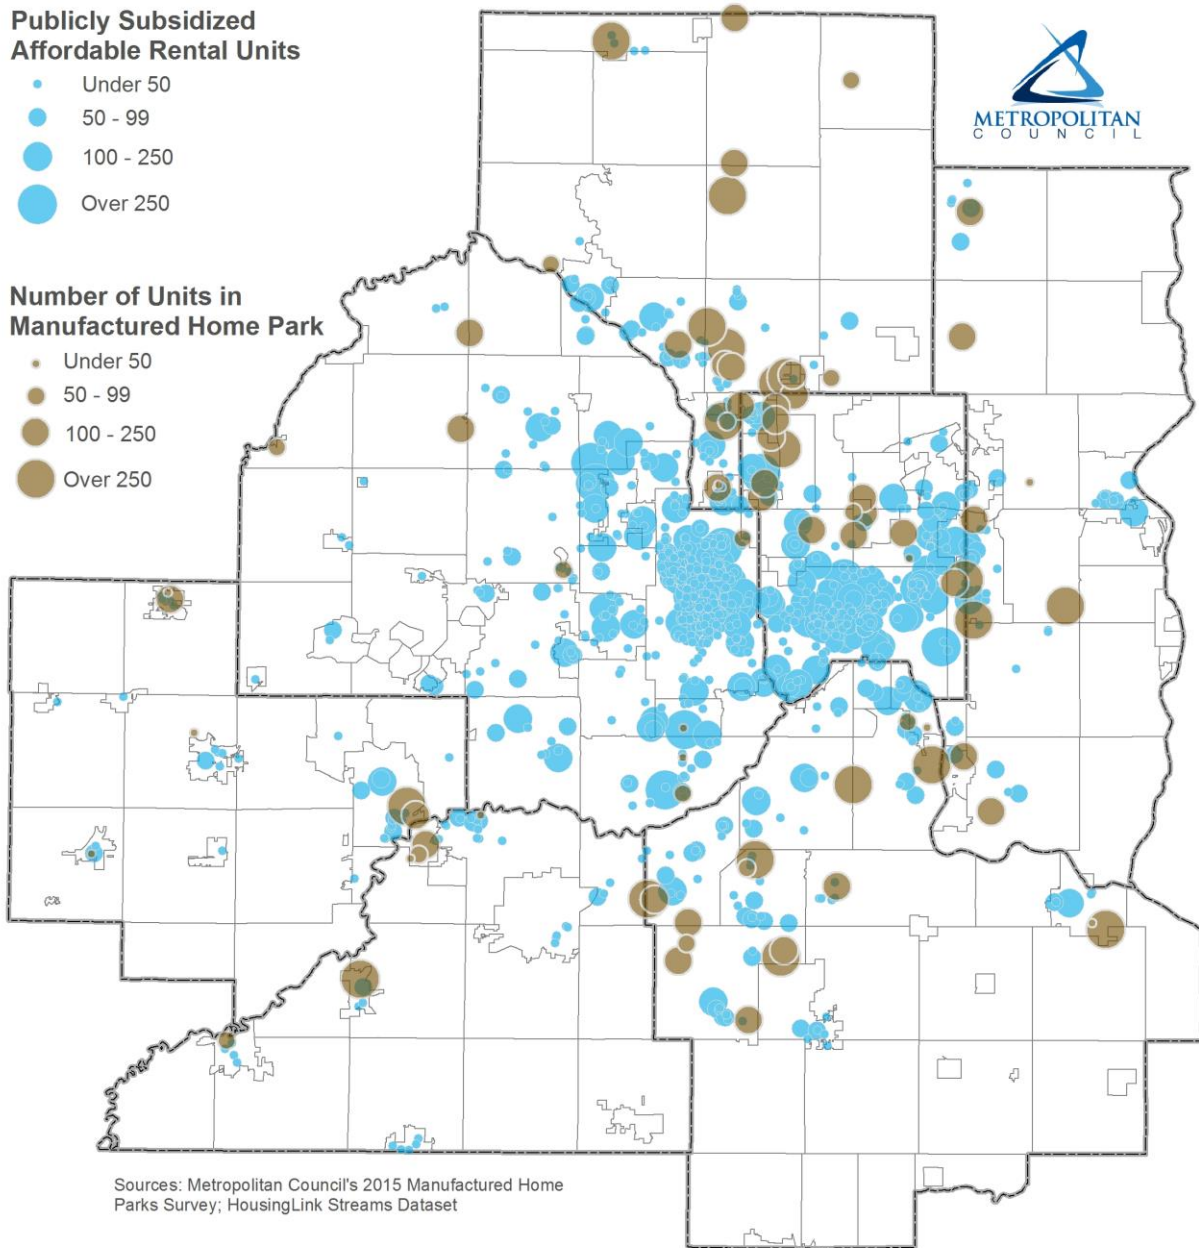 Publicly Subsidized
Affordable Rental Units
Under 50
50 - 99
100 - 250
Over 250
METROPOLITAN
COUNCIL
Number of Units in
Manufactured Home Park
Under 50
50 - 99
100 - 250
Over 250
Sources: Metropolitan Council's 2015 Manufactured Home
Parks Survey; HousingLink Streams Dataset